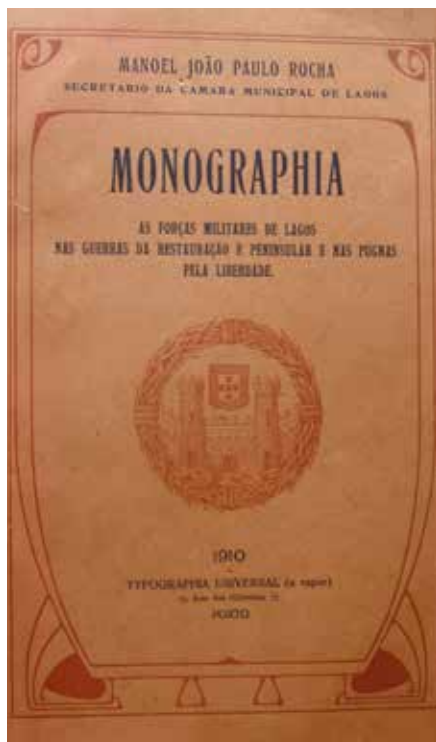 MANOEL JOÃO PAULO ROCHA
SECRETARIO DA CAMARA MUNICIPAL DE LAGOS
MONOGRAPHIA
AS FORÇAS MILITARES DE LAGOS
NAS GUERRAS DA RESTAURAÇÃO E PENINSULAR E NAS PUGNAS
PELA LIBERDADE.
1910
TYPOGRAPHIA UNIVERSAL (a vapor)
PORTO